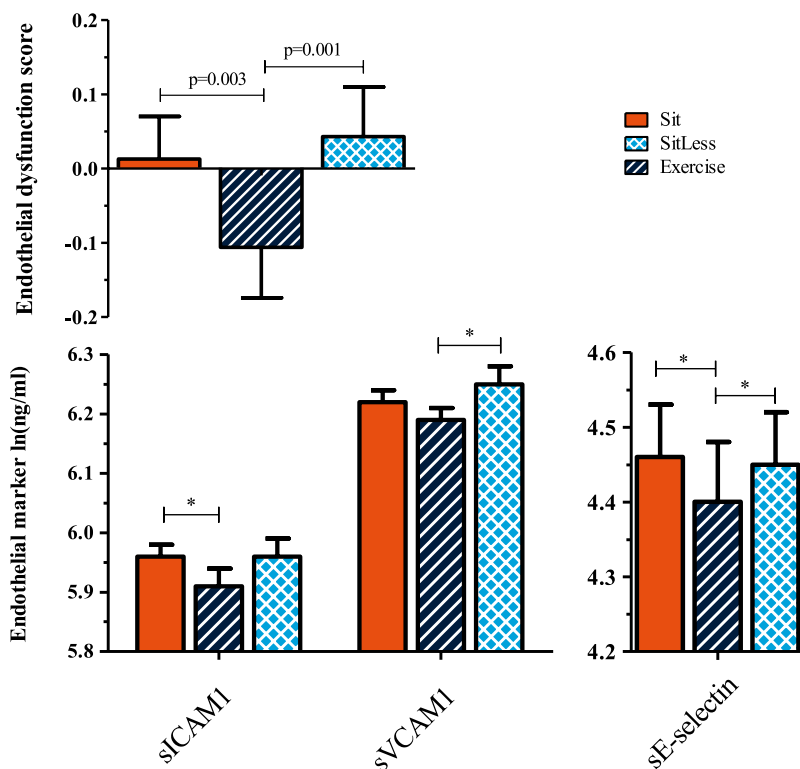 Endothelial dysfunction score
0.2
0.1
0.0
-0.1
-0.2
p=0.003
p=0.001
Sit
SitLess
Exercise
Endothelial marker ln(ng/ml)
6.3
6.2
6.1
6.0
5.9
5.8
*
*
sICAM1
sVCAM1
4.6
4.5
4.4
4.3
4.2
*
*
sE-selectin